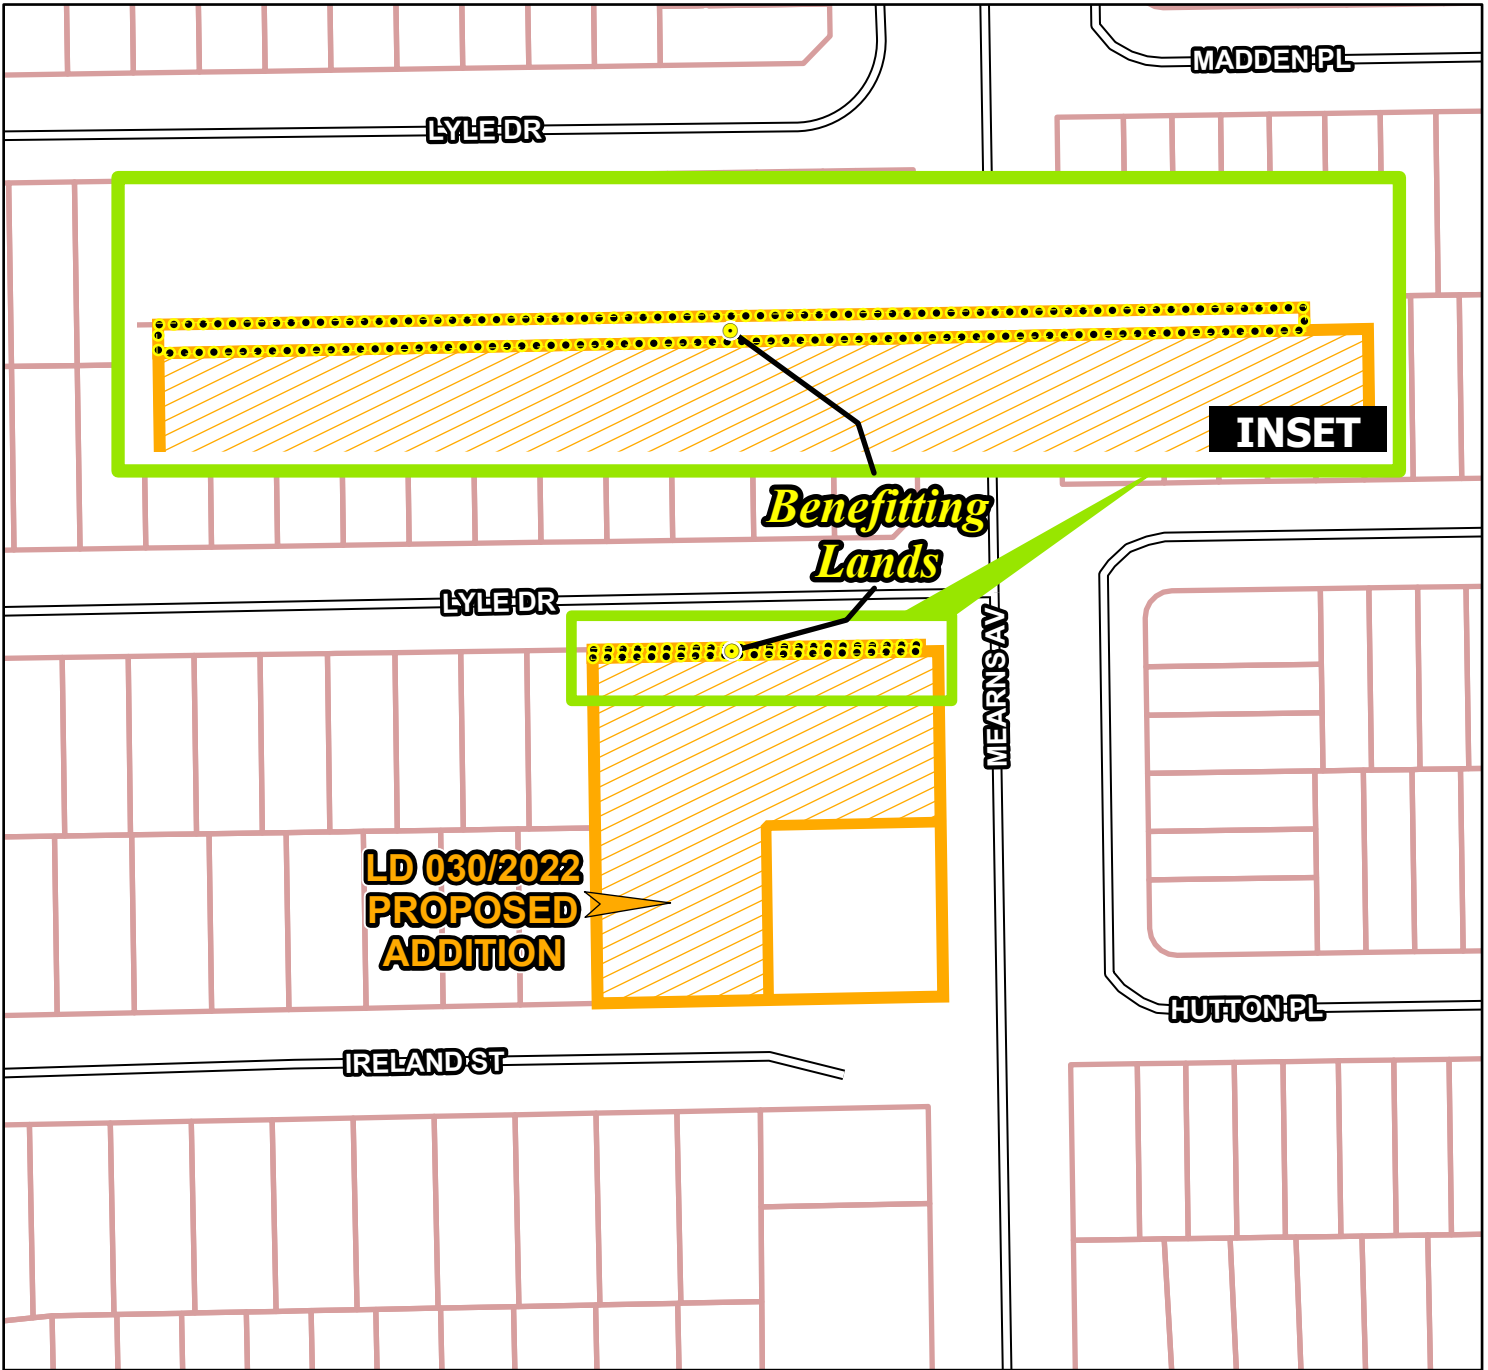 MADDEN PL
LYLE DR
INSET
Benefitting
Lands
LYLE DR
MEARNS AV
LD 030/2022
PROPOSED
ADDITION
HUTTON PL
IRELAND ST